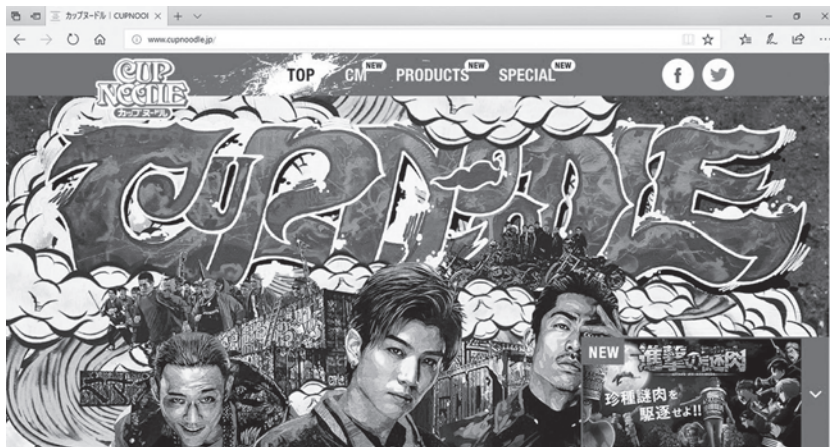 カップヌードル | CUPNOOI
www.cupnoodle.jp/
CUP
NOODLE
カップヌードル
TOP
CM NEW
PRODUCTS NEW
SPECIAL NEW
CUPNOODLE
NEW
進撃の謎肉
珍種謎肉を
駆逐せよ!!